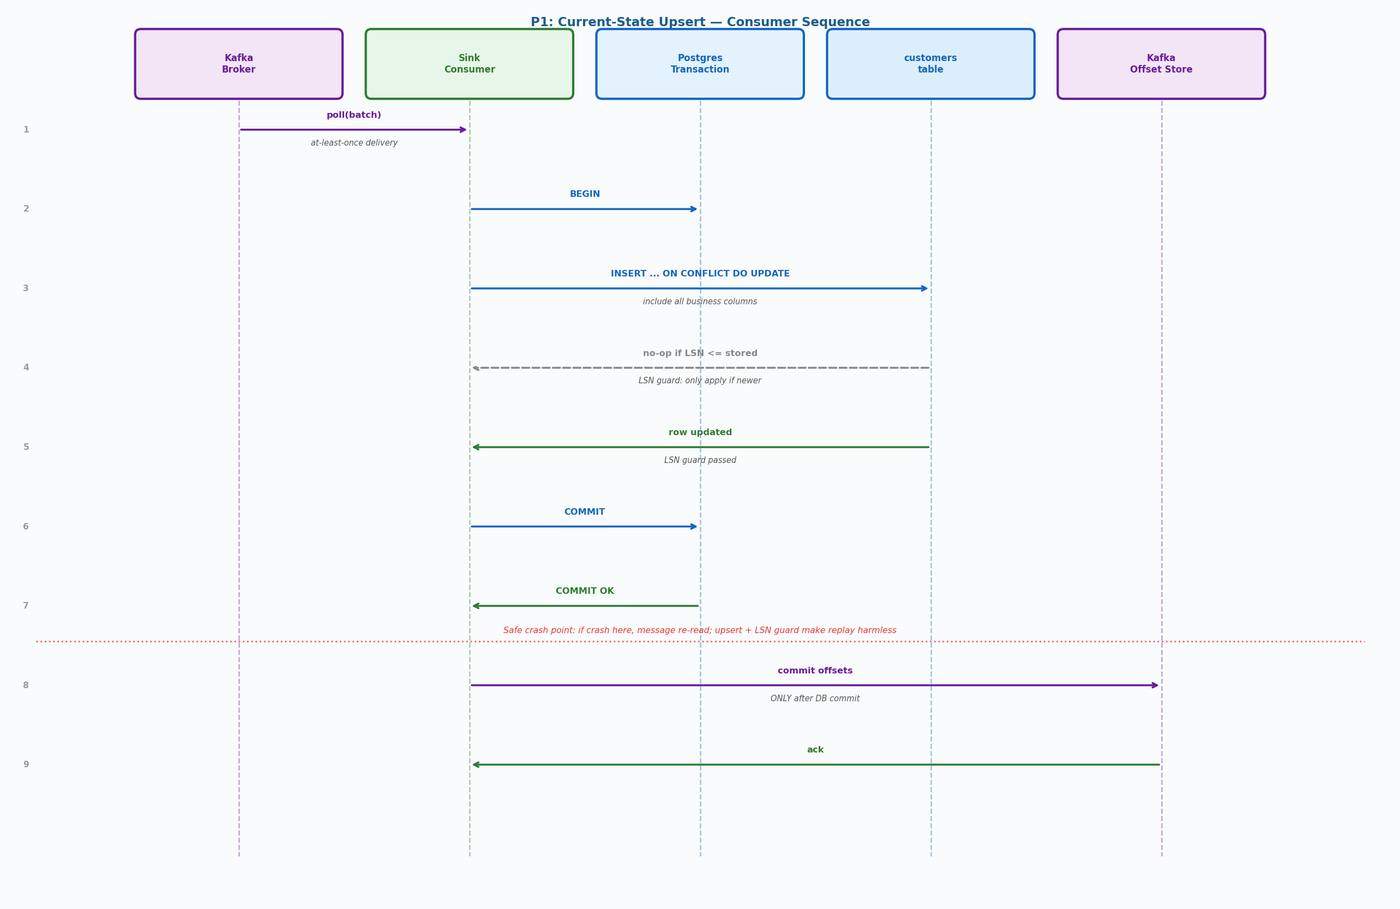 P1: Current-State Upsert — Consumer Sequence
Kafka
Broker
Sink
Consumer
Postgres
Transaction
customers
table
Kafka
Offset Store
1
poll(batch)
at-least-once delivery
2
BEGIN
3
INSERT ... ON CONFLICT DO UPDATE
include all business columns
4
no-op if LSN <= stored
LSN guard: only apply if newer
5
row updated
LSN guard passed
6
COMMIT
7
COMMIT OK
Safe crash point: if crash here, message re-read; upsert + LSN guard make replay harmless
8
commit offsets
ONLY after DB commit
9
ack